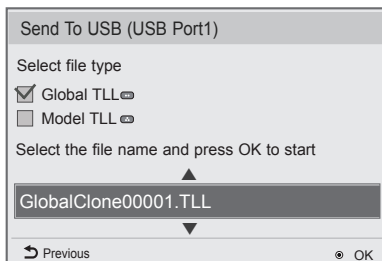 Send To USB (USB Port1)
Select file type
Global TLL
Model TLL
Select the file name and press OK to start
GlobalClone00001.TLL
Previous
OK